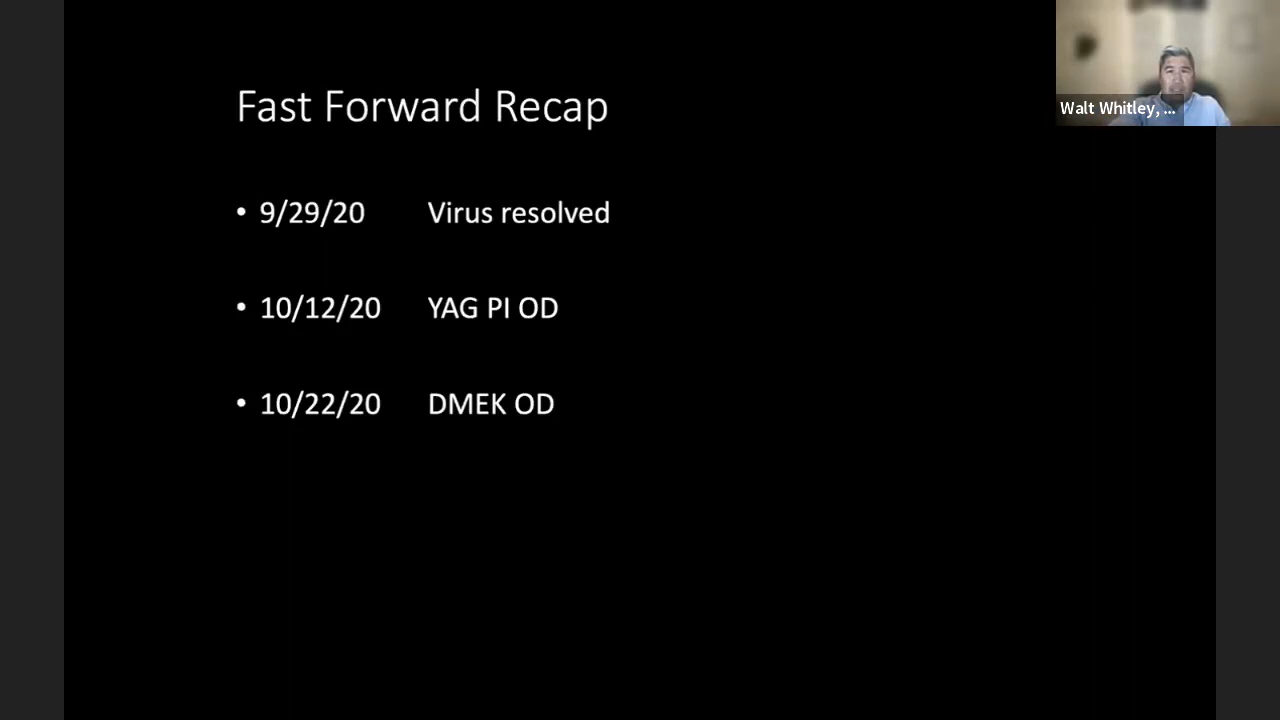 Fast Forward Recap
Walt Whitley, ...
• 9/29/20 Virus resolved
• 10/12/20 YAG PI OD
• 10/22/20 DMEK OD